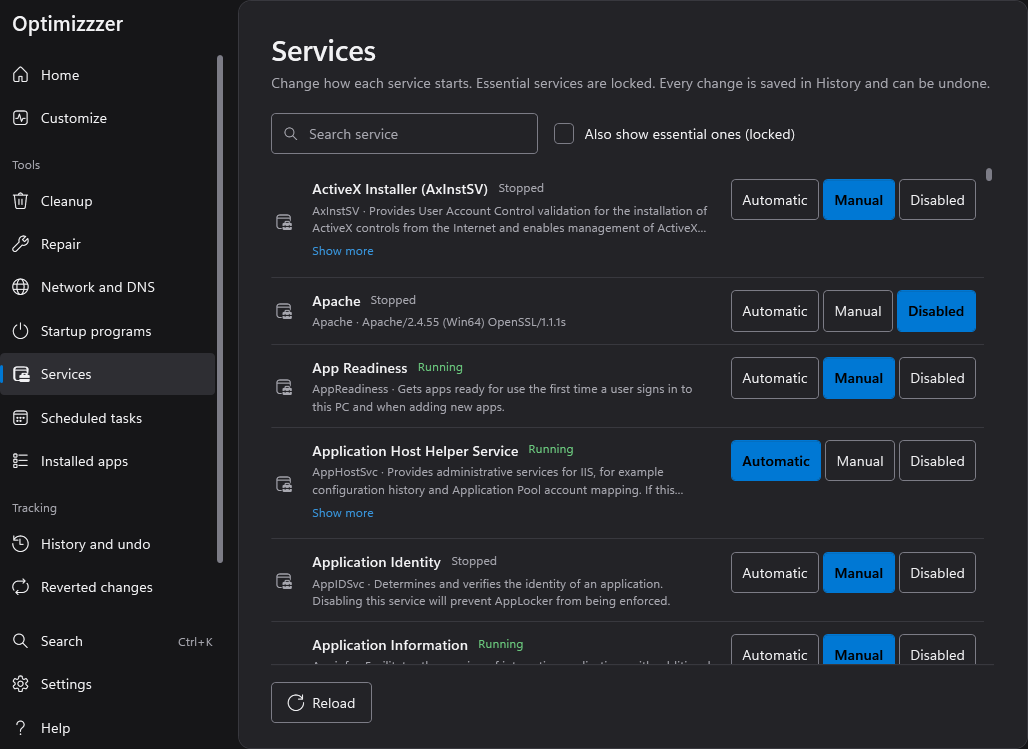 Optimizzzer
Home
Customize
Tools
Cleanup
Repair
Network and DNS
Startup programs
Services
Scheduled tasks
Installed apps
Tracking
History and undo
Reverted changes
Search Ctrl+K
Settings
Help
Services
Change how each service starts. Essential services are locked. Every change is saved in History and can be undone.
Search service
Also show essential ones (locked)
ActiveX Installer (AxInstSV) Stopped
AxInstSV · Provides User Account Control validation for the installation of
ActiveX controls from the Internet and enables management of ActiveX...
Show more
Automatic Manual Disabled
Apache Stopped
Apache · Apache/2.4.55 (Win64) OpenSSL/1.1.1s
Automatic Manual Disabled
App Readiness Running
AppReadiness · Gets apps ready for use the first time a user signs in to
this PC and when adding new apps.
Automatic Manual Disabled
Application Host Helper Service Running
AppHostSvc · Provides administrative services for IIS, for example
configuration history and Application Pool account mapping. If this...
Show more
Automatic Manual Disabled
Application Identity Stopped
AppIDSvc · Determines and verifies the identity of an application.
Disabling this service will prevent AppLocker from being enforced.
Automatic Manual Disabled
Application Information Running
Automatic Manual Disabled
Reload